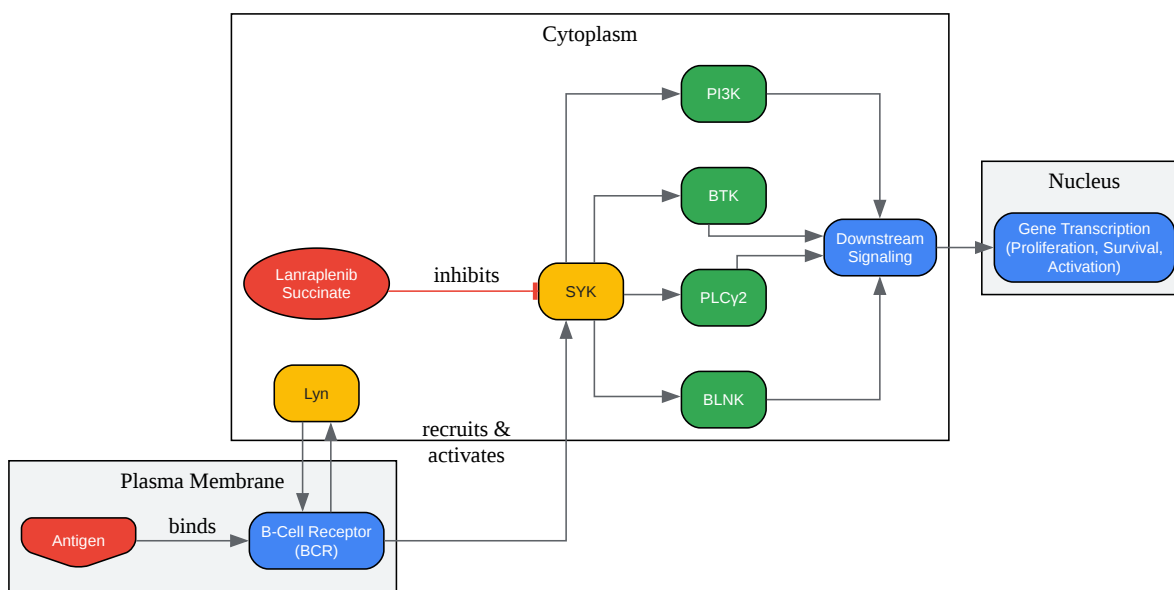 Cytoplasm
PI3K
BTK
Nucleus
Gene Transcription
(Proliferation, Survival,
Activation)
Downstream
Signaling
Lanraplenib
Succinate
inhibits
SYK
PLCγ2
Lyn
BLNK
recruits &
activates
Plasma Membrane
Antigen
binds
B-Cell Receptor
(BCR)